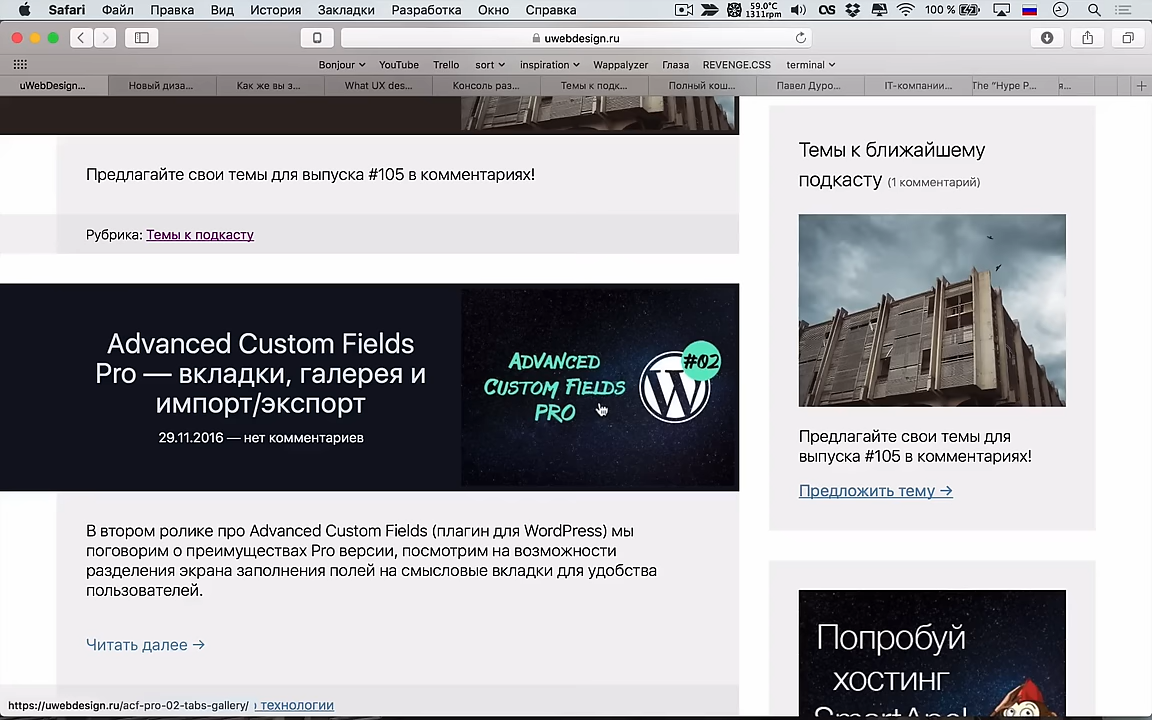 Safari Файл Правка Вид История Закладки Разработка Окно Справка 59.0°C 1311rpm 100 %
uwebdesign.ru
Bonjour YouTube Trello sort inspiration Wappalyzer Глаза REVENGE.CSS terminal
uWebDesign... Новый диза... Как же вы з... What UX des... Консоль раз... Темы к подк... Полный кош... Павел Дуро... IT-компании... The "Hype P... я...
Предлагайте свои темы для выпуска #105 в комментариях!
Рубрика: Темы к подкасту
Advanced Custom Fields
Pro — вкладки, галерея и
импорт/экспорт
29.11.2016 — нет комментариев
ADVANCED
CUSTOM FIELDS
PRO
#02
В втором ролике про Advanced Custom Fields (плагин для WordPress) мы
поговорим о преимуществах Pro версии, посмотрим на возможности
разделения экрана заполнения полей на смысловые вкладки для удобства
пользователей.
Читать далее →
https://uwebdesign.ru/acf-pro-02-tabs-gallery/ технологии
Темы к ближайшему
подкасту (1 комментарий)
Предлагайте свои темы для
выпуска #105 в комментариях!
Предложить тему →
Попробуй
хостинг
SmartApe!